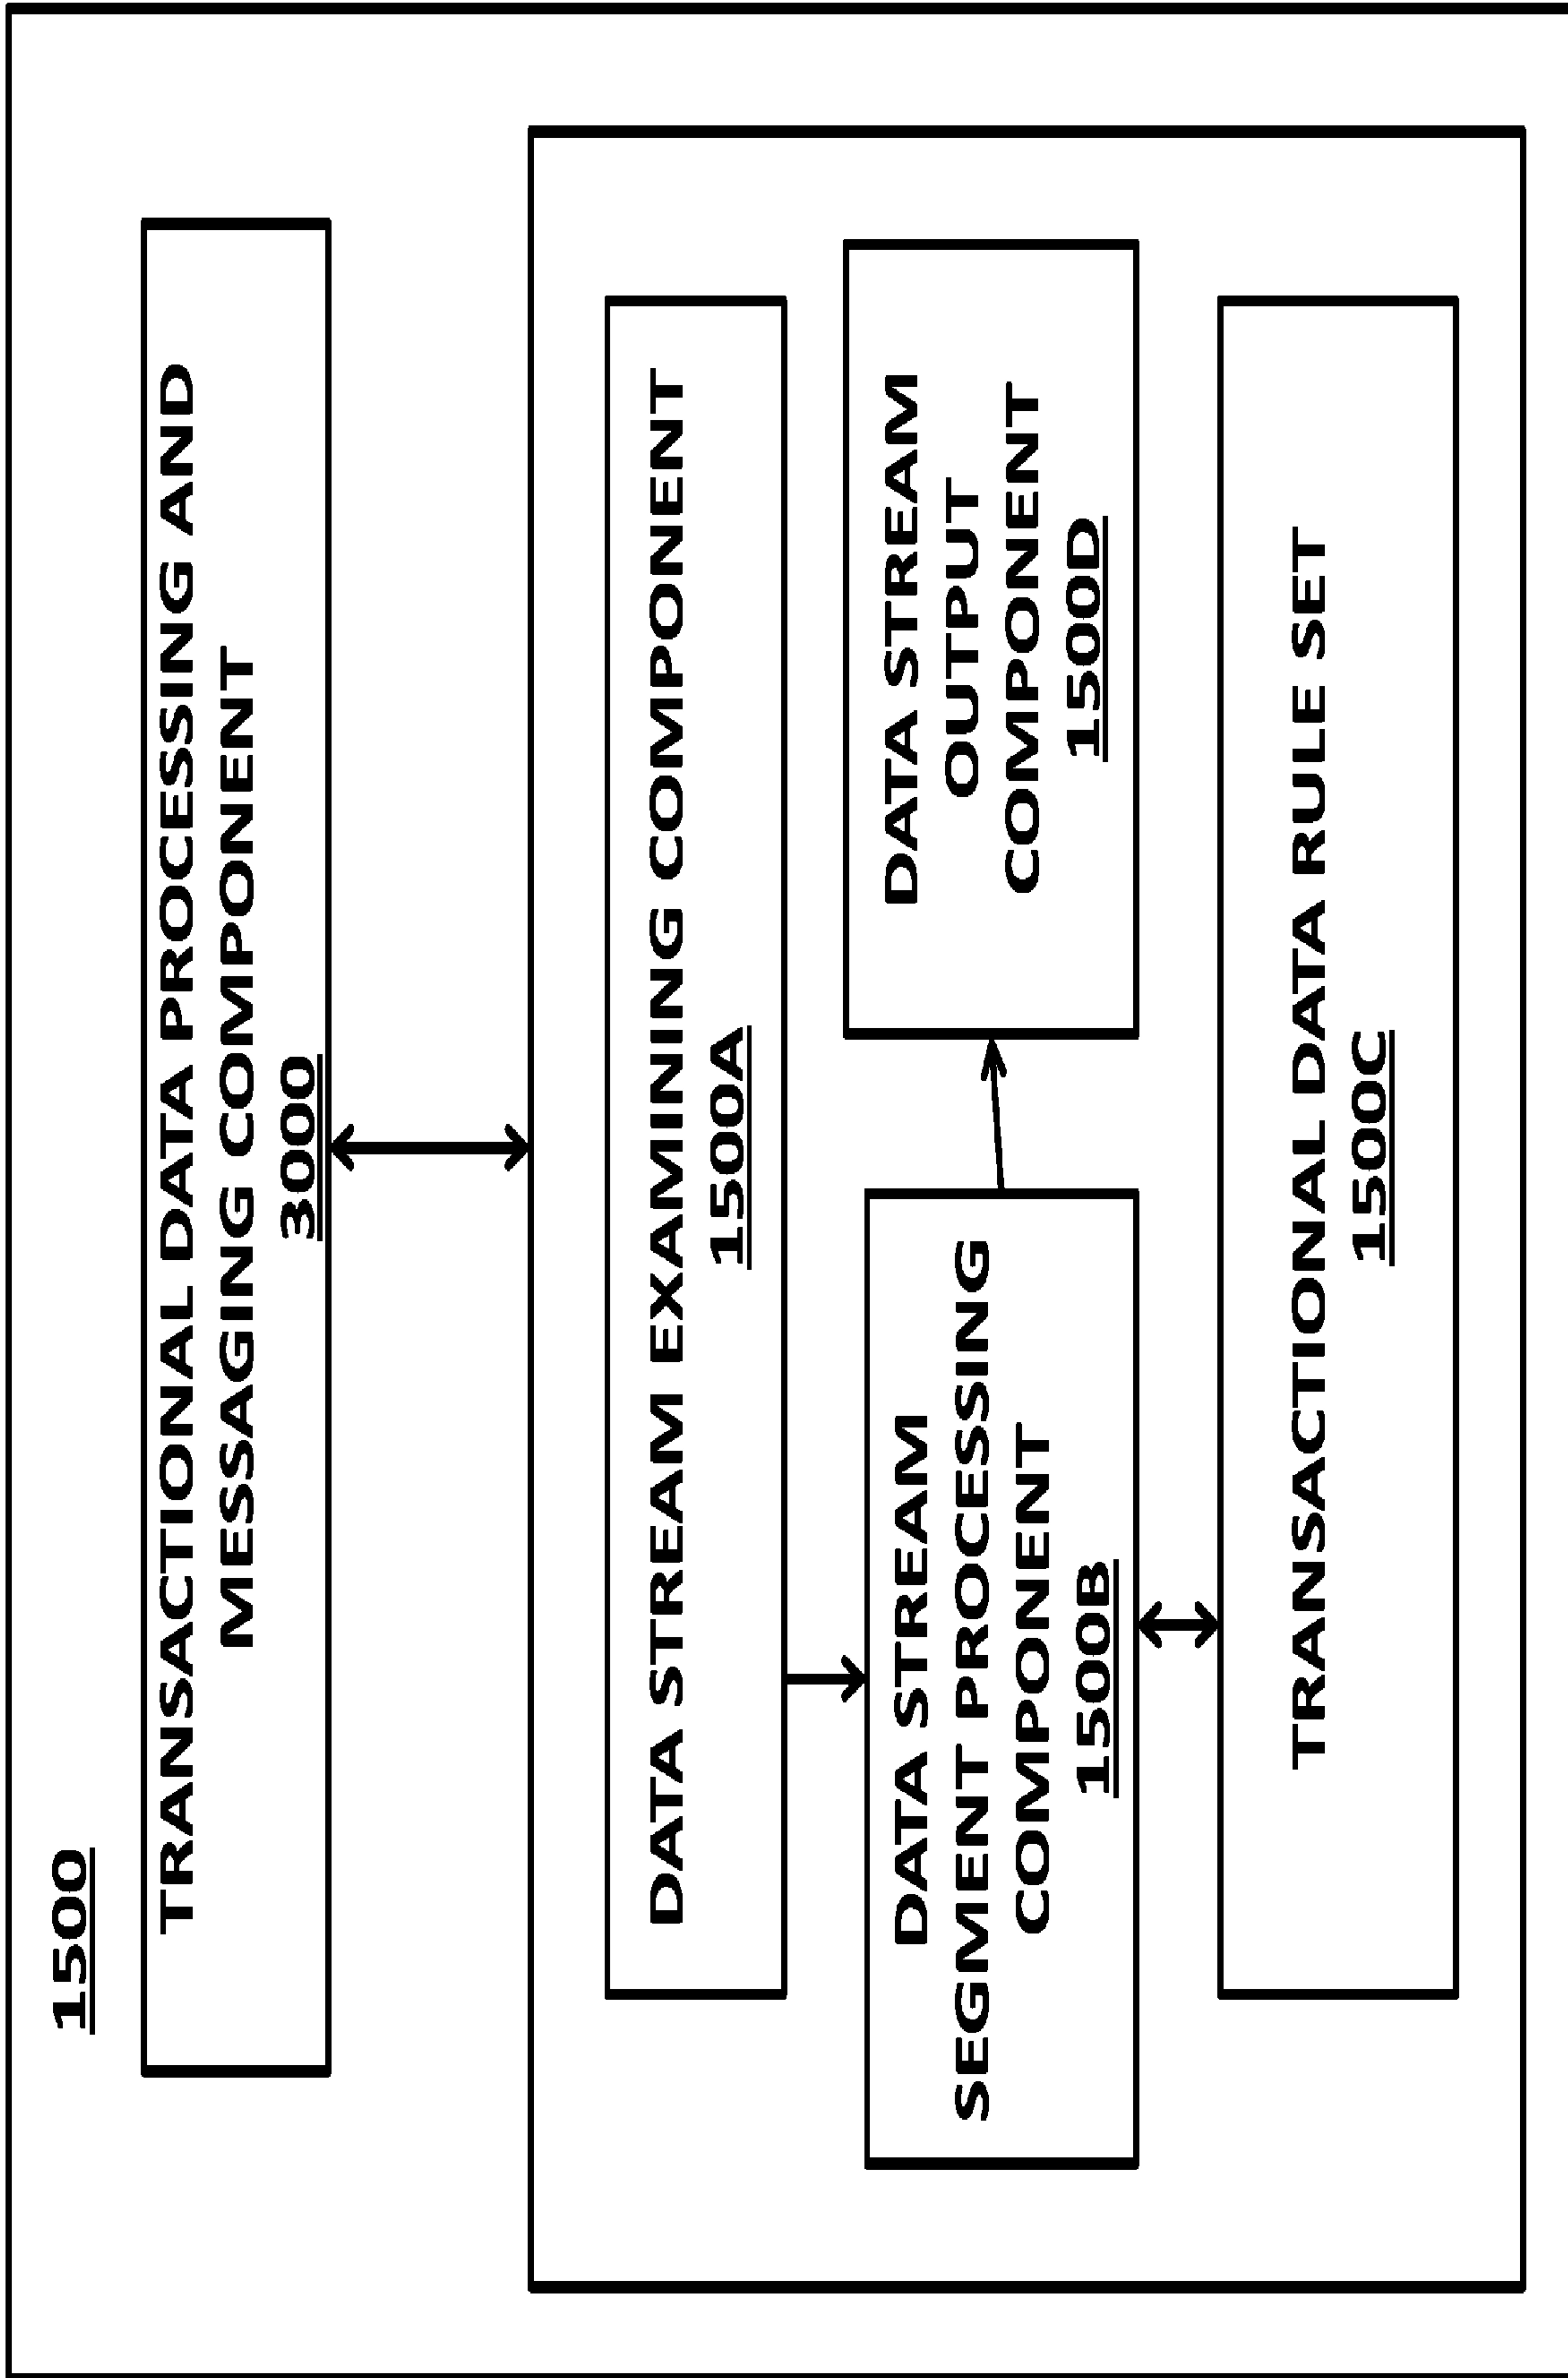 1500
TRANSACTIONAL DATA PROCESSING AND
MESSAGING COMPONENT
3000
DATA STREAM EXAMINING COMPONENT
1500A
DATA STREAM
SEGMENT PROCESSING
COMPONENT
1500B
DATA STREAM
OUTPUT
COMPONENT
1500D
TRANSACTIONAL DATA RULE SET
1500C